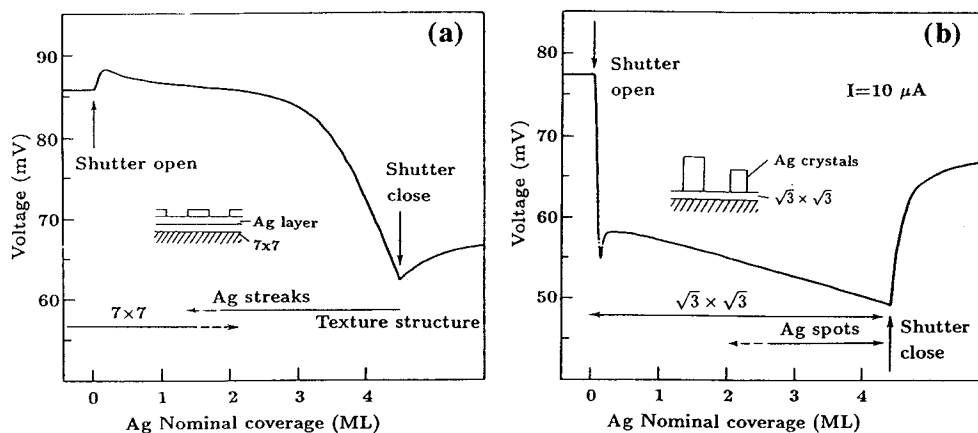 (a)
90
80
70
60
Voltage (mV)
Shutter open
Shutter
close
Ag layer
7x7
Ag streaks
7×7
Texture structure
0 1 2 3 4
Ag Nominal coverage (ML)
(b)
80
70
60
50
40
Voltage (mV)
Shutter
open
I=10 μA
Ag crystals
√3 × √3
√3 × √3
Ag spots
Shutter
close
0 1 2 3 4
Ag Nominal coverage (ML)